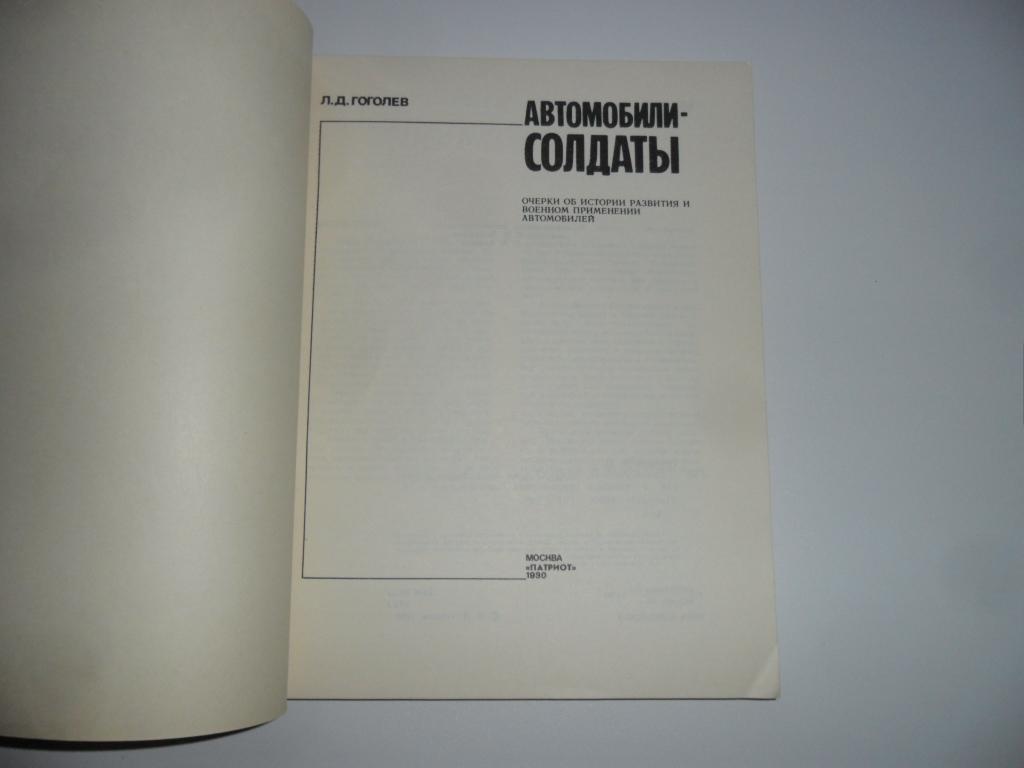 Л.Д. ГОГОЛЕВ
АВТОМОБИЛИ-
СОЛДАТЫ
ОЧЕРКИ ОБ ИСТОРИИ РАЗВИТИЯ И
ВОЕННОМ ПРИМЕНЕНИИ
АВТОМОБИЛЕЙ
МОСКВА
«ПАТРИОТ»
1990